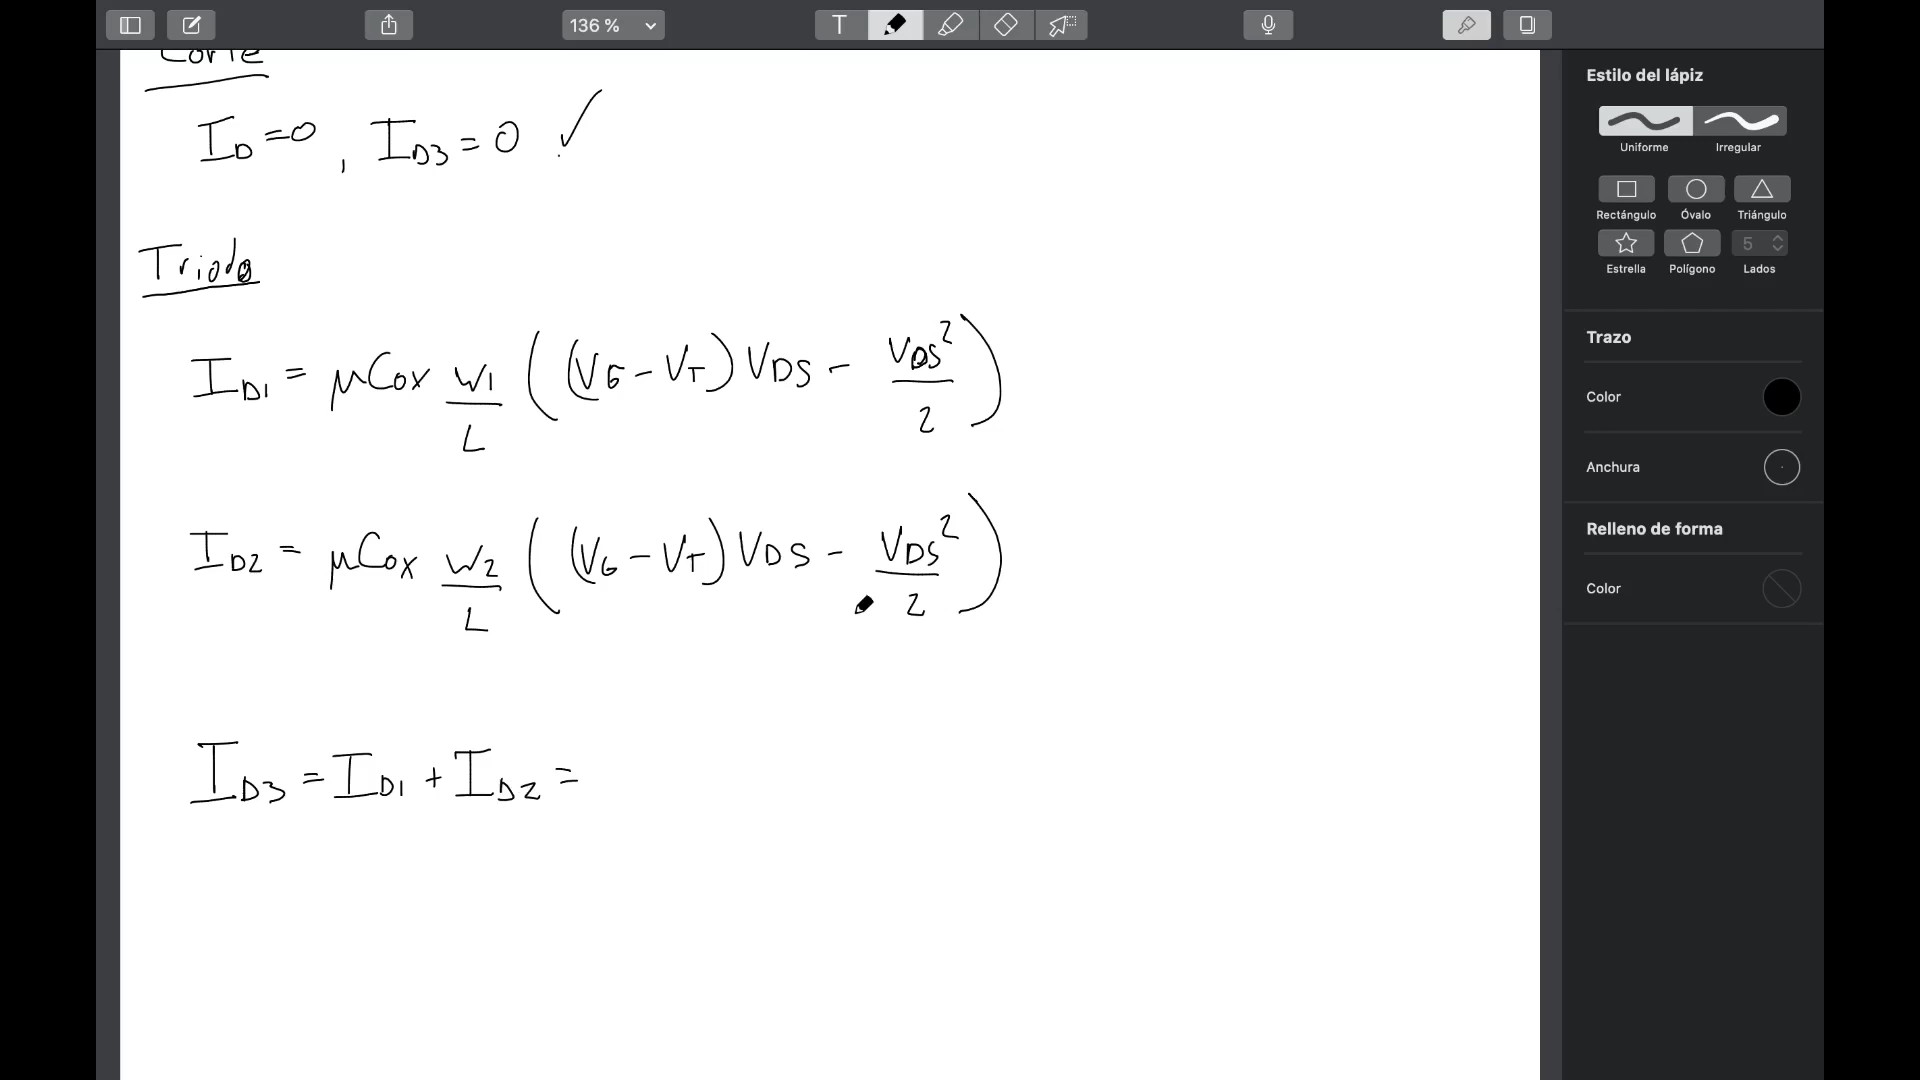 136 %
T
Corte
I_D = 0 , I_D3 = 0 ✓
Triodo
I_D1 = μCox W1/L ((VG - VT) VDS - VDS²/2)
I_D2 = μCox W2/L ((VG - VT) VDS - VDS²/2)
I_D3 = I_D1 + I_D2 =
Estilo del lápiz
Uniforme Irregular
Rectángulo Óvalo Triángulo
5
Estrella Polígono Lados
Trazo
Color
Anchura
Relleno de forma
Color